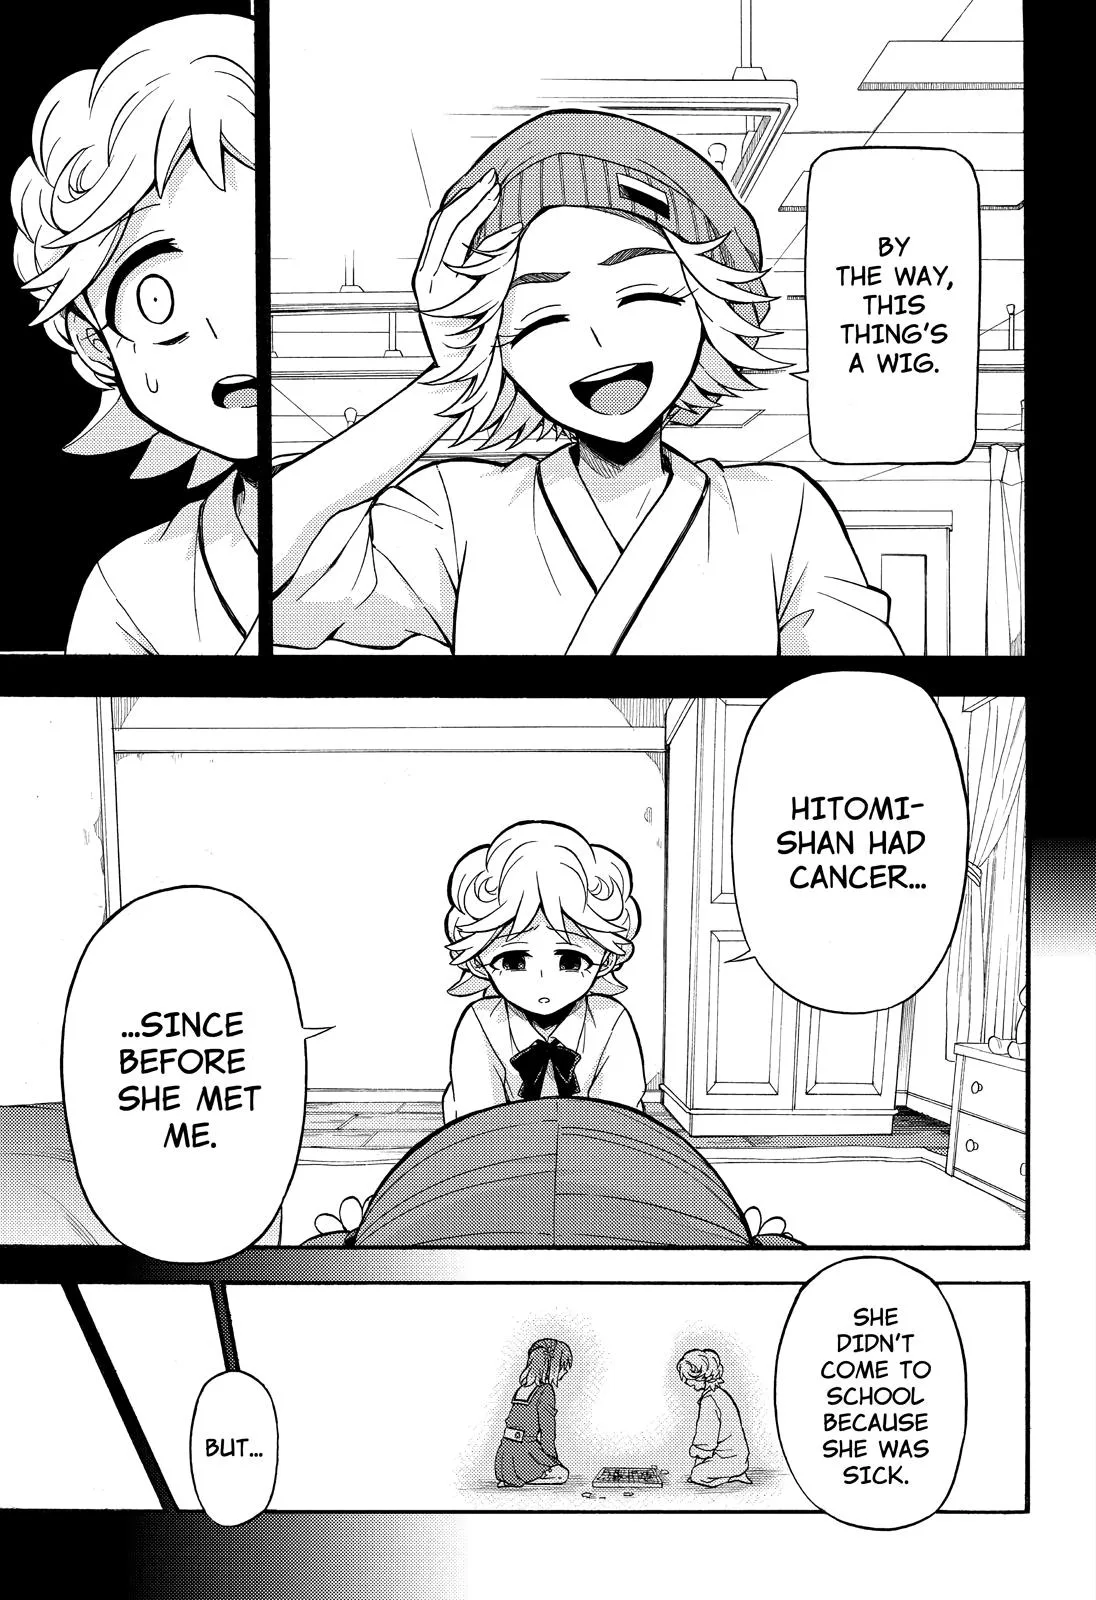 BY
THE WAY,
THIS
THING'S
A WIG.
HITOMI-
SHAN HAD
CANCER...
...SINCE
BEFORE
SHE MET
ME.
SHE
DIDN'T
COME TO
SCHOOL
BECAUSE
SHE WAS
SICK.
BUT...